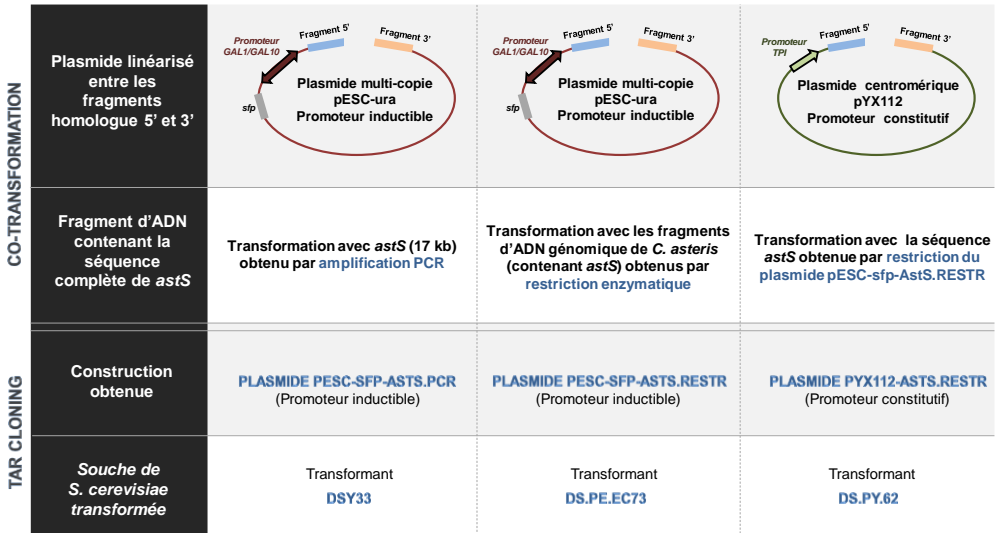 CO-TRANSFORMATION
Plasmide linéarisé
entre les
fragments
homologue 5’ et 3’
Promoteur
GAL1/GAL10
Fragment 5’
Fragment 3’
sfp
Plasmide multi-copie
pESC-ura
Promoteur inductible
Promoteur
GAL1/GAL10
Fragment 5’
Fragment 3’
sfp
Plasmide multi-copie
pESC-ura
Promoteur inductible
Promoteur
TPI
Fragment 5’
Fragment 3’
Plasmide centromérique
pYX112
Promoteur constitutif
Fragment d’ADN
contenant la
séquence
complète de astS
Transformation avec astS (17 kb)
obtenu par amplification PCR
Transformation avec les fragments
d’ADN génomique de C. asteris
(contenant astS) obtenus par
restriction enzymatique
Transformation avec la séquence
astS obtenue par restriction du
plasmide pESC-sfp-AstS.RESTR
TAR CLONING
Construction
obtenue
PLASMIDE PESC-SFP-ASTS.PCR
(Promoteur inductible)
PLASMIDE PESC-SFP-ASTS.RESTR
(Promoteur inductible)
PLASMIDE PYX112-ASTS.RESTR
(Promoteur constitutif)
Souche de
S. cerevisiae
transformée
Transformant
DSY33
Transformant
DS.PE.EC73
Transformant
DS.PY.62